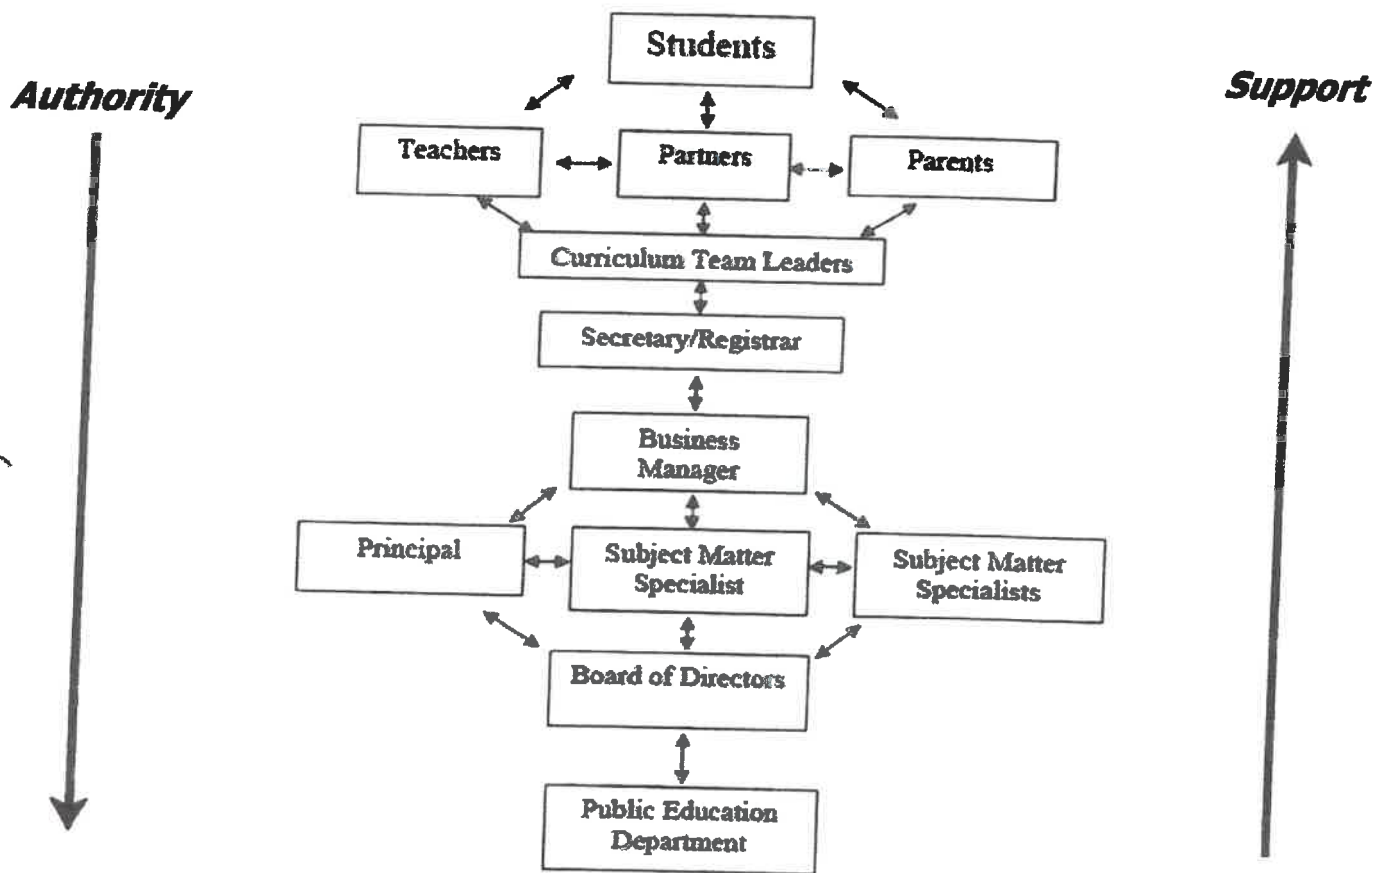 Students
Authority
Support
Teachers
Partners
Parents
Curriculum Team Leaders
Secretary/Registrar
Business
Manager
Principal
Subject Matter
Specialist
Subject Matter
Specialists
Board of Directors
Public Education
Department